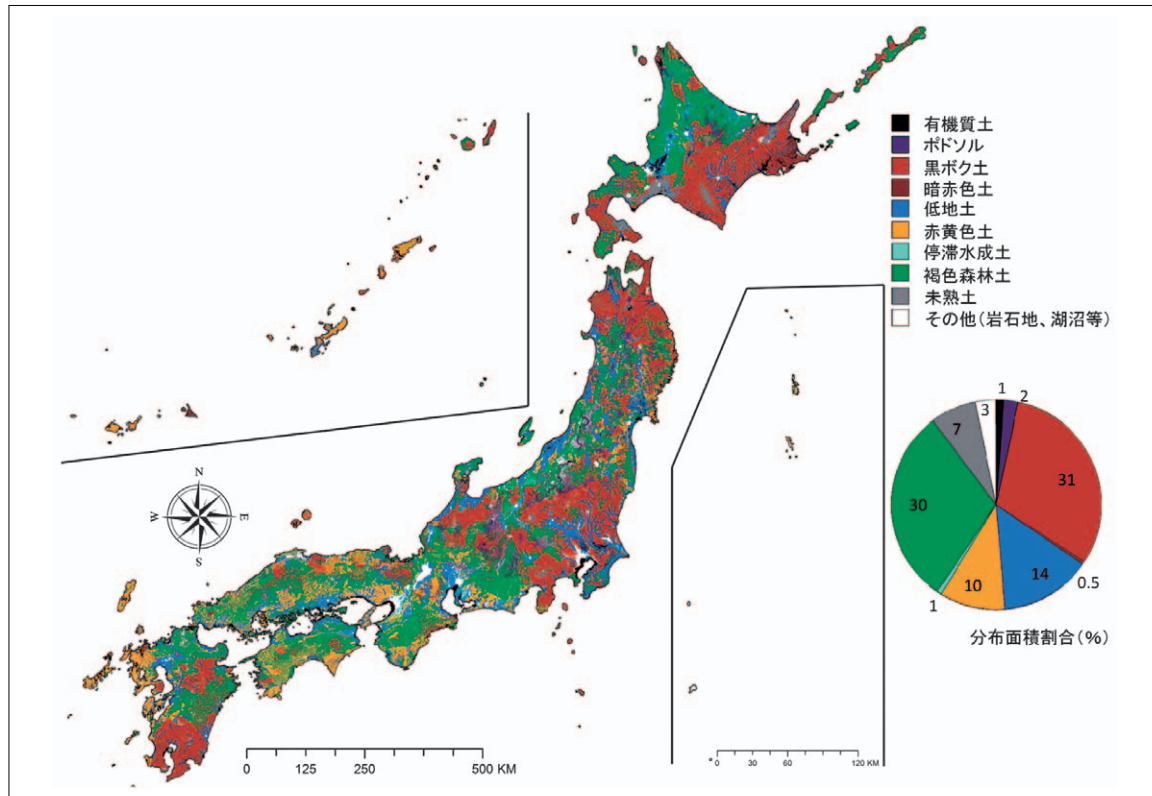 有機質土
ポドソル
黒ボク土
暗赤色土
低地土
赤黄色土
停滞水成土
褐色森林土
未熟土
その他(岩石地、湖沼等)
N
W
E
S
1
2
3
7
31
30
14
0.5
10
1
分布面積割合(%)
0 125 250 500 KM
0 30 60 120 KM